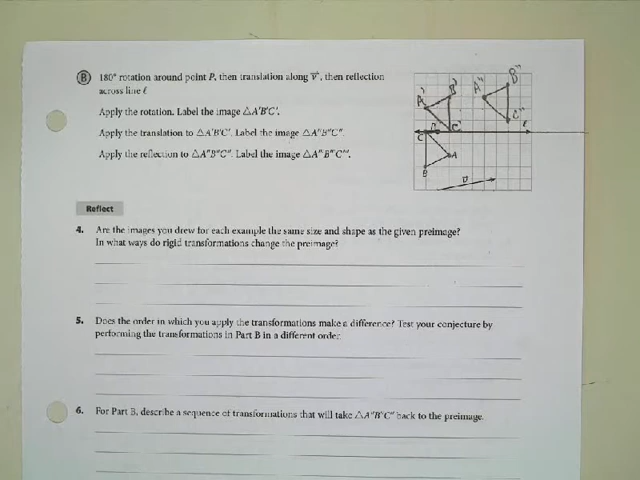 B 180° rotation around point P, then translation along v⃗, then reflection
across line ℓ
Apply the rotation. Label the image △A′B′C′.
Apply the translation to △A′B′C′. Label the image △A″B″C″.
Apply the reflection to △A″B″C″. Label the image △A‴B‴C‴.
A' B' C'
A" B" C"
P
C
A
B
v
ℓ
Reflect
4. Are the images you drew for each example the same size and shape as the given preimage?
In what ways do rigid transformations change the preimage?
5. Does the order in which you apply the transformations make a difference? Test your conjecture by
performing the transformations in Part B in a different order.
6. For Part B, describe a sequence of transformations that will take △A″B″C″ back to the preimage.